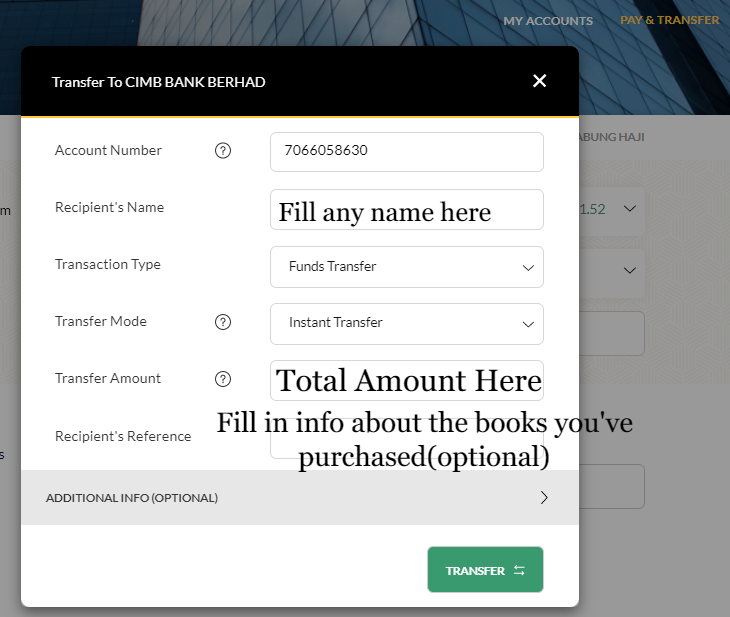 MY ACCOUNTS PAY & TRANSFER
Transfer To CIMB BANK BERHAD
ABUNG HAJI
Account Number ? 7066058630
m
Recipient's Name Fill any name here
1.52
Transaction Type Funds Transfer
Transfer Mode ? Instant Transfer
Transfer Amount ? Total Amount Here
Fill in info about the books you've
purchased(optional)
Recipient's Reference
s
ADDITIONAL INFO (OPTIONAL)
TRANSFER